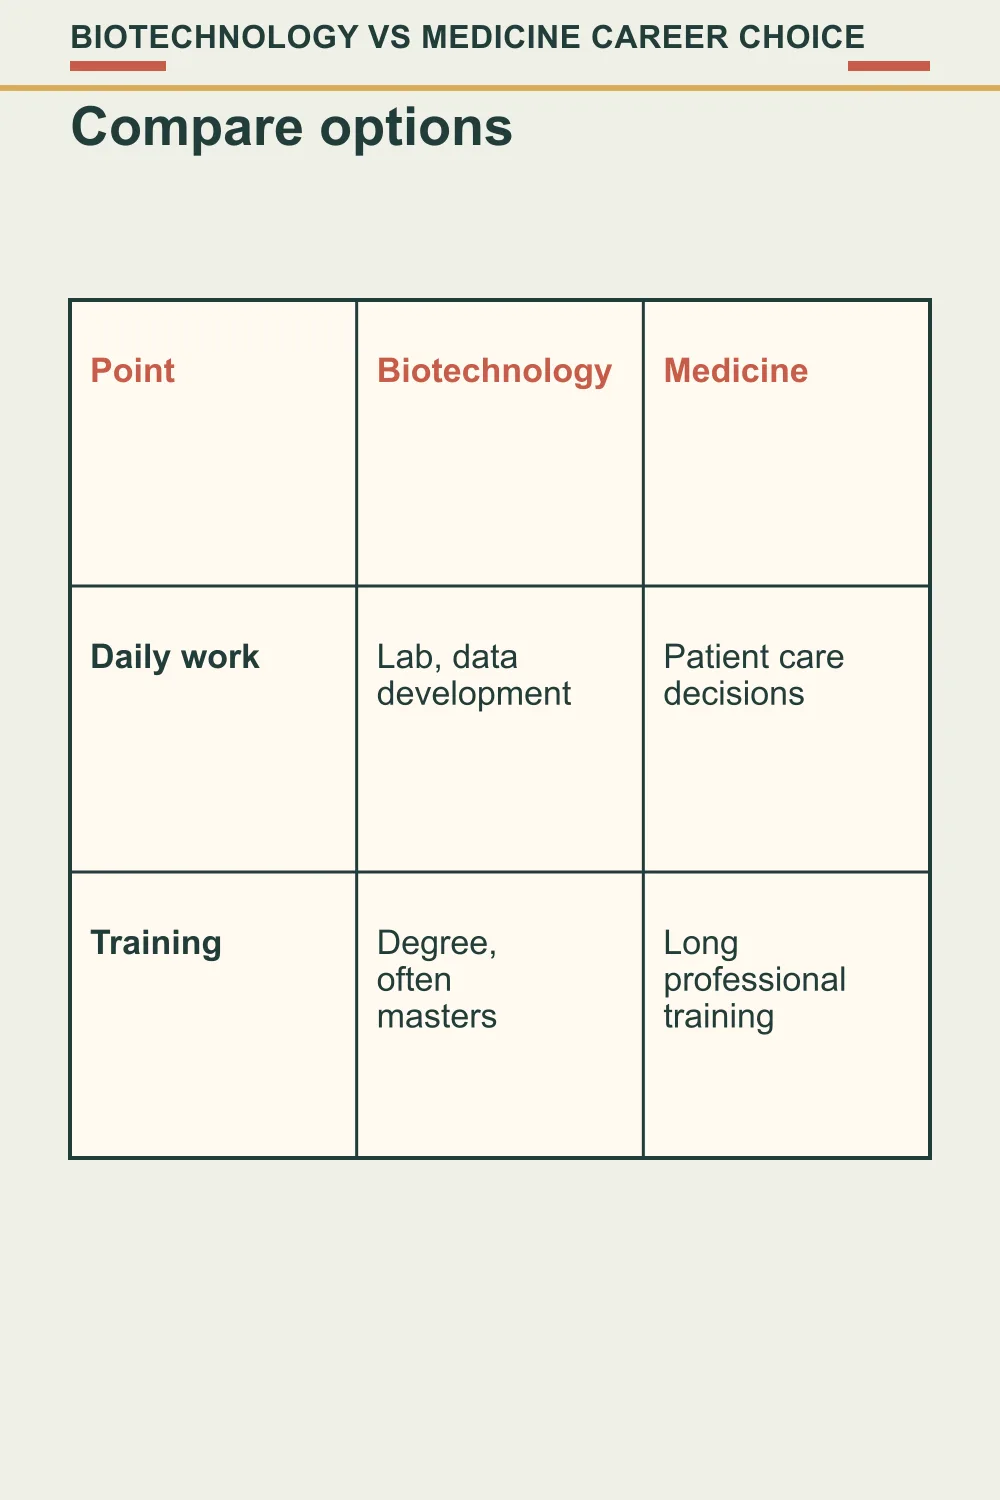 BIOTECHNOLOGY VS MEDICINE CAREER CHOICE
Compare options
Point
Biotechnology
Medicine
Daily work
Lab, data
development
Patient care
decisions
Training
Degree,
often
masters
Long
professional
training